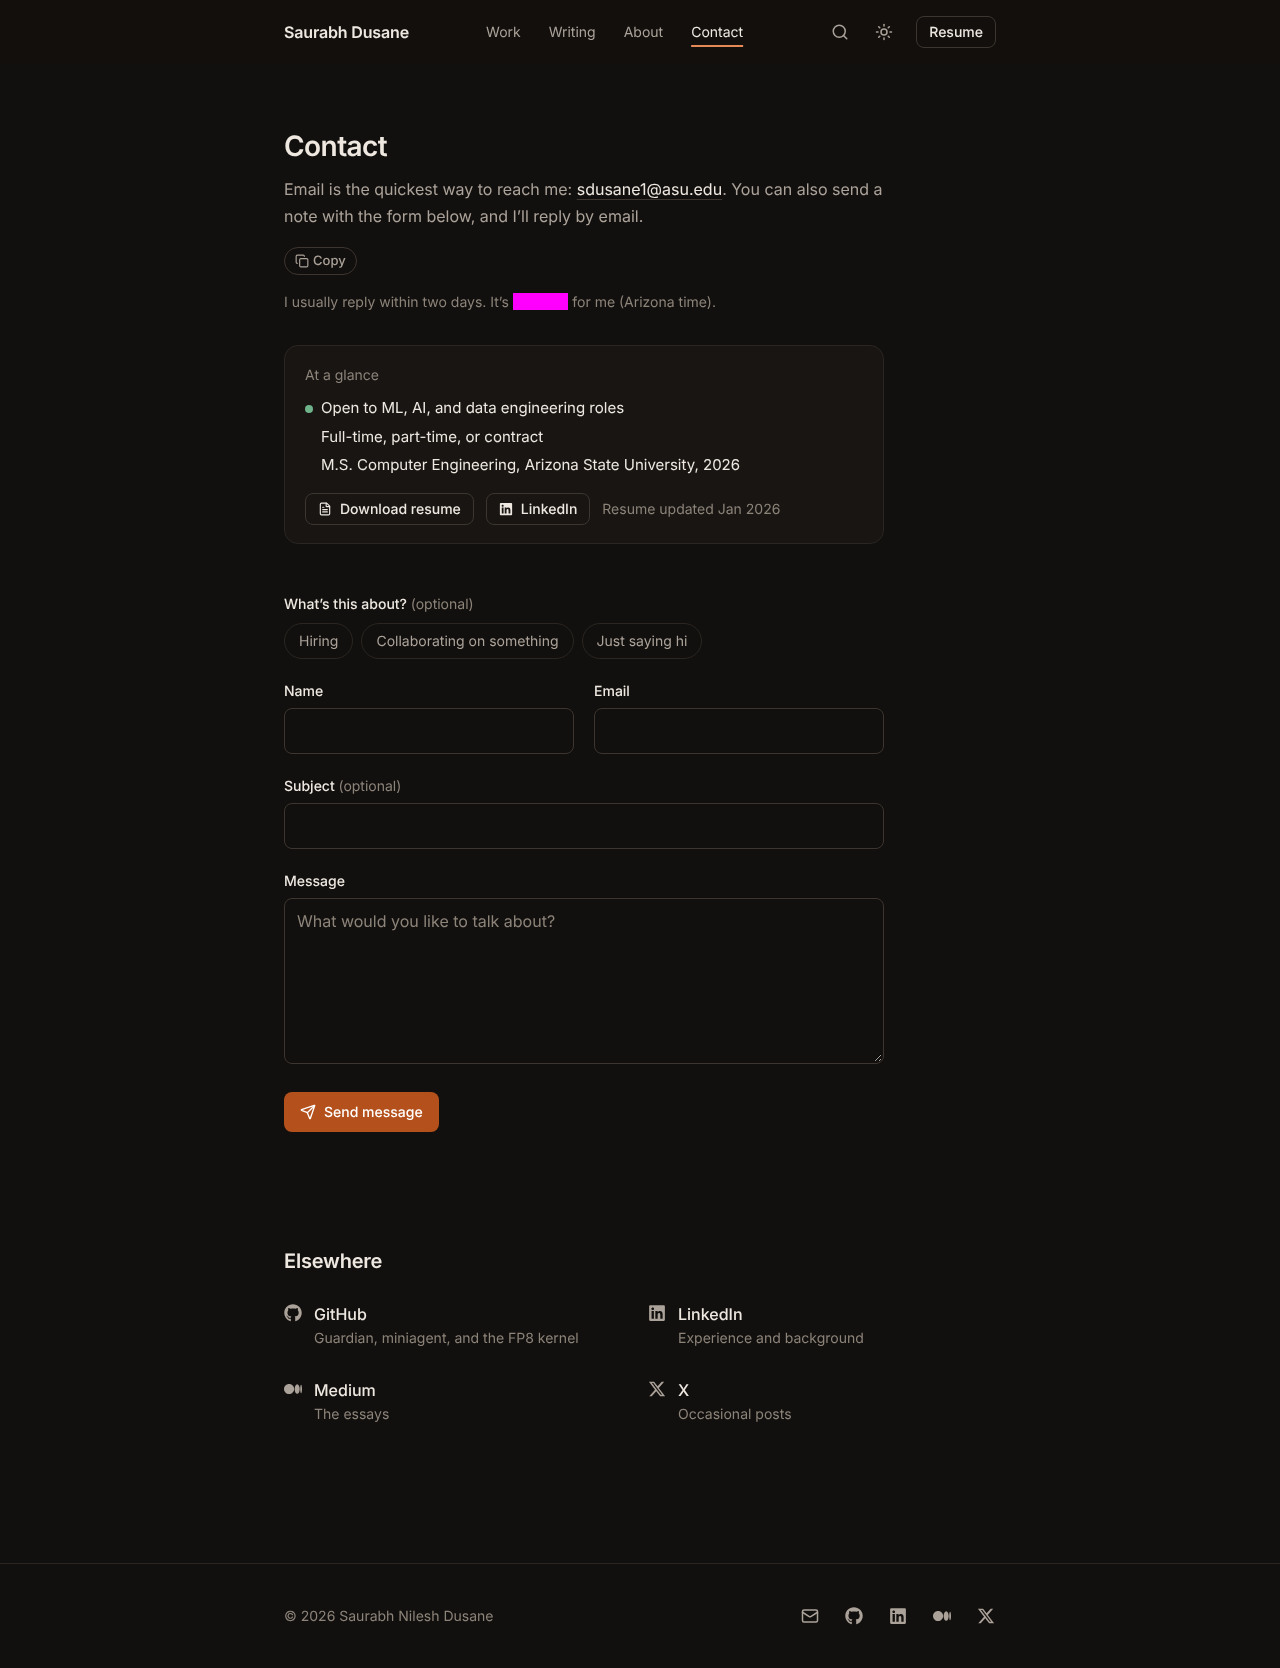 Saurabh Dusane
Work
Writing
About
Contact
Resume
Contact
Email is the quickest way to reach me: sdusane1@asu.edu. You can also send a
note with the form below, and I’ll reply by email.
Copy
I usually reply within two days. It’s for me (Arizona time).
At a glance
Open to ML, AI, and data engineering roles
Full-time, part-time, or contract
M.S. Computer Engineering, Arizona State University, 2026
Download resume
LinkedIn
Resume updated Jan 2026
What’s this about? (optional)
Hiring
Collaborating on something
Just saying hi
Name
Email
Subject (optional)
Message
What would you like to talk about?
Send message
Elsewhere
GitHub
Guardian, miniagent, and the FP8 kernel
LinkedIn
Experience and background
Medium
The essays
X
Occasional posts
© 2026 Saurabh Nilesh Dusane